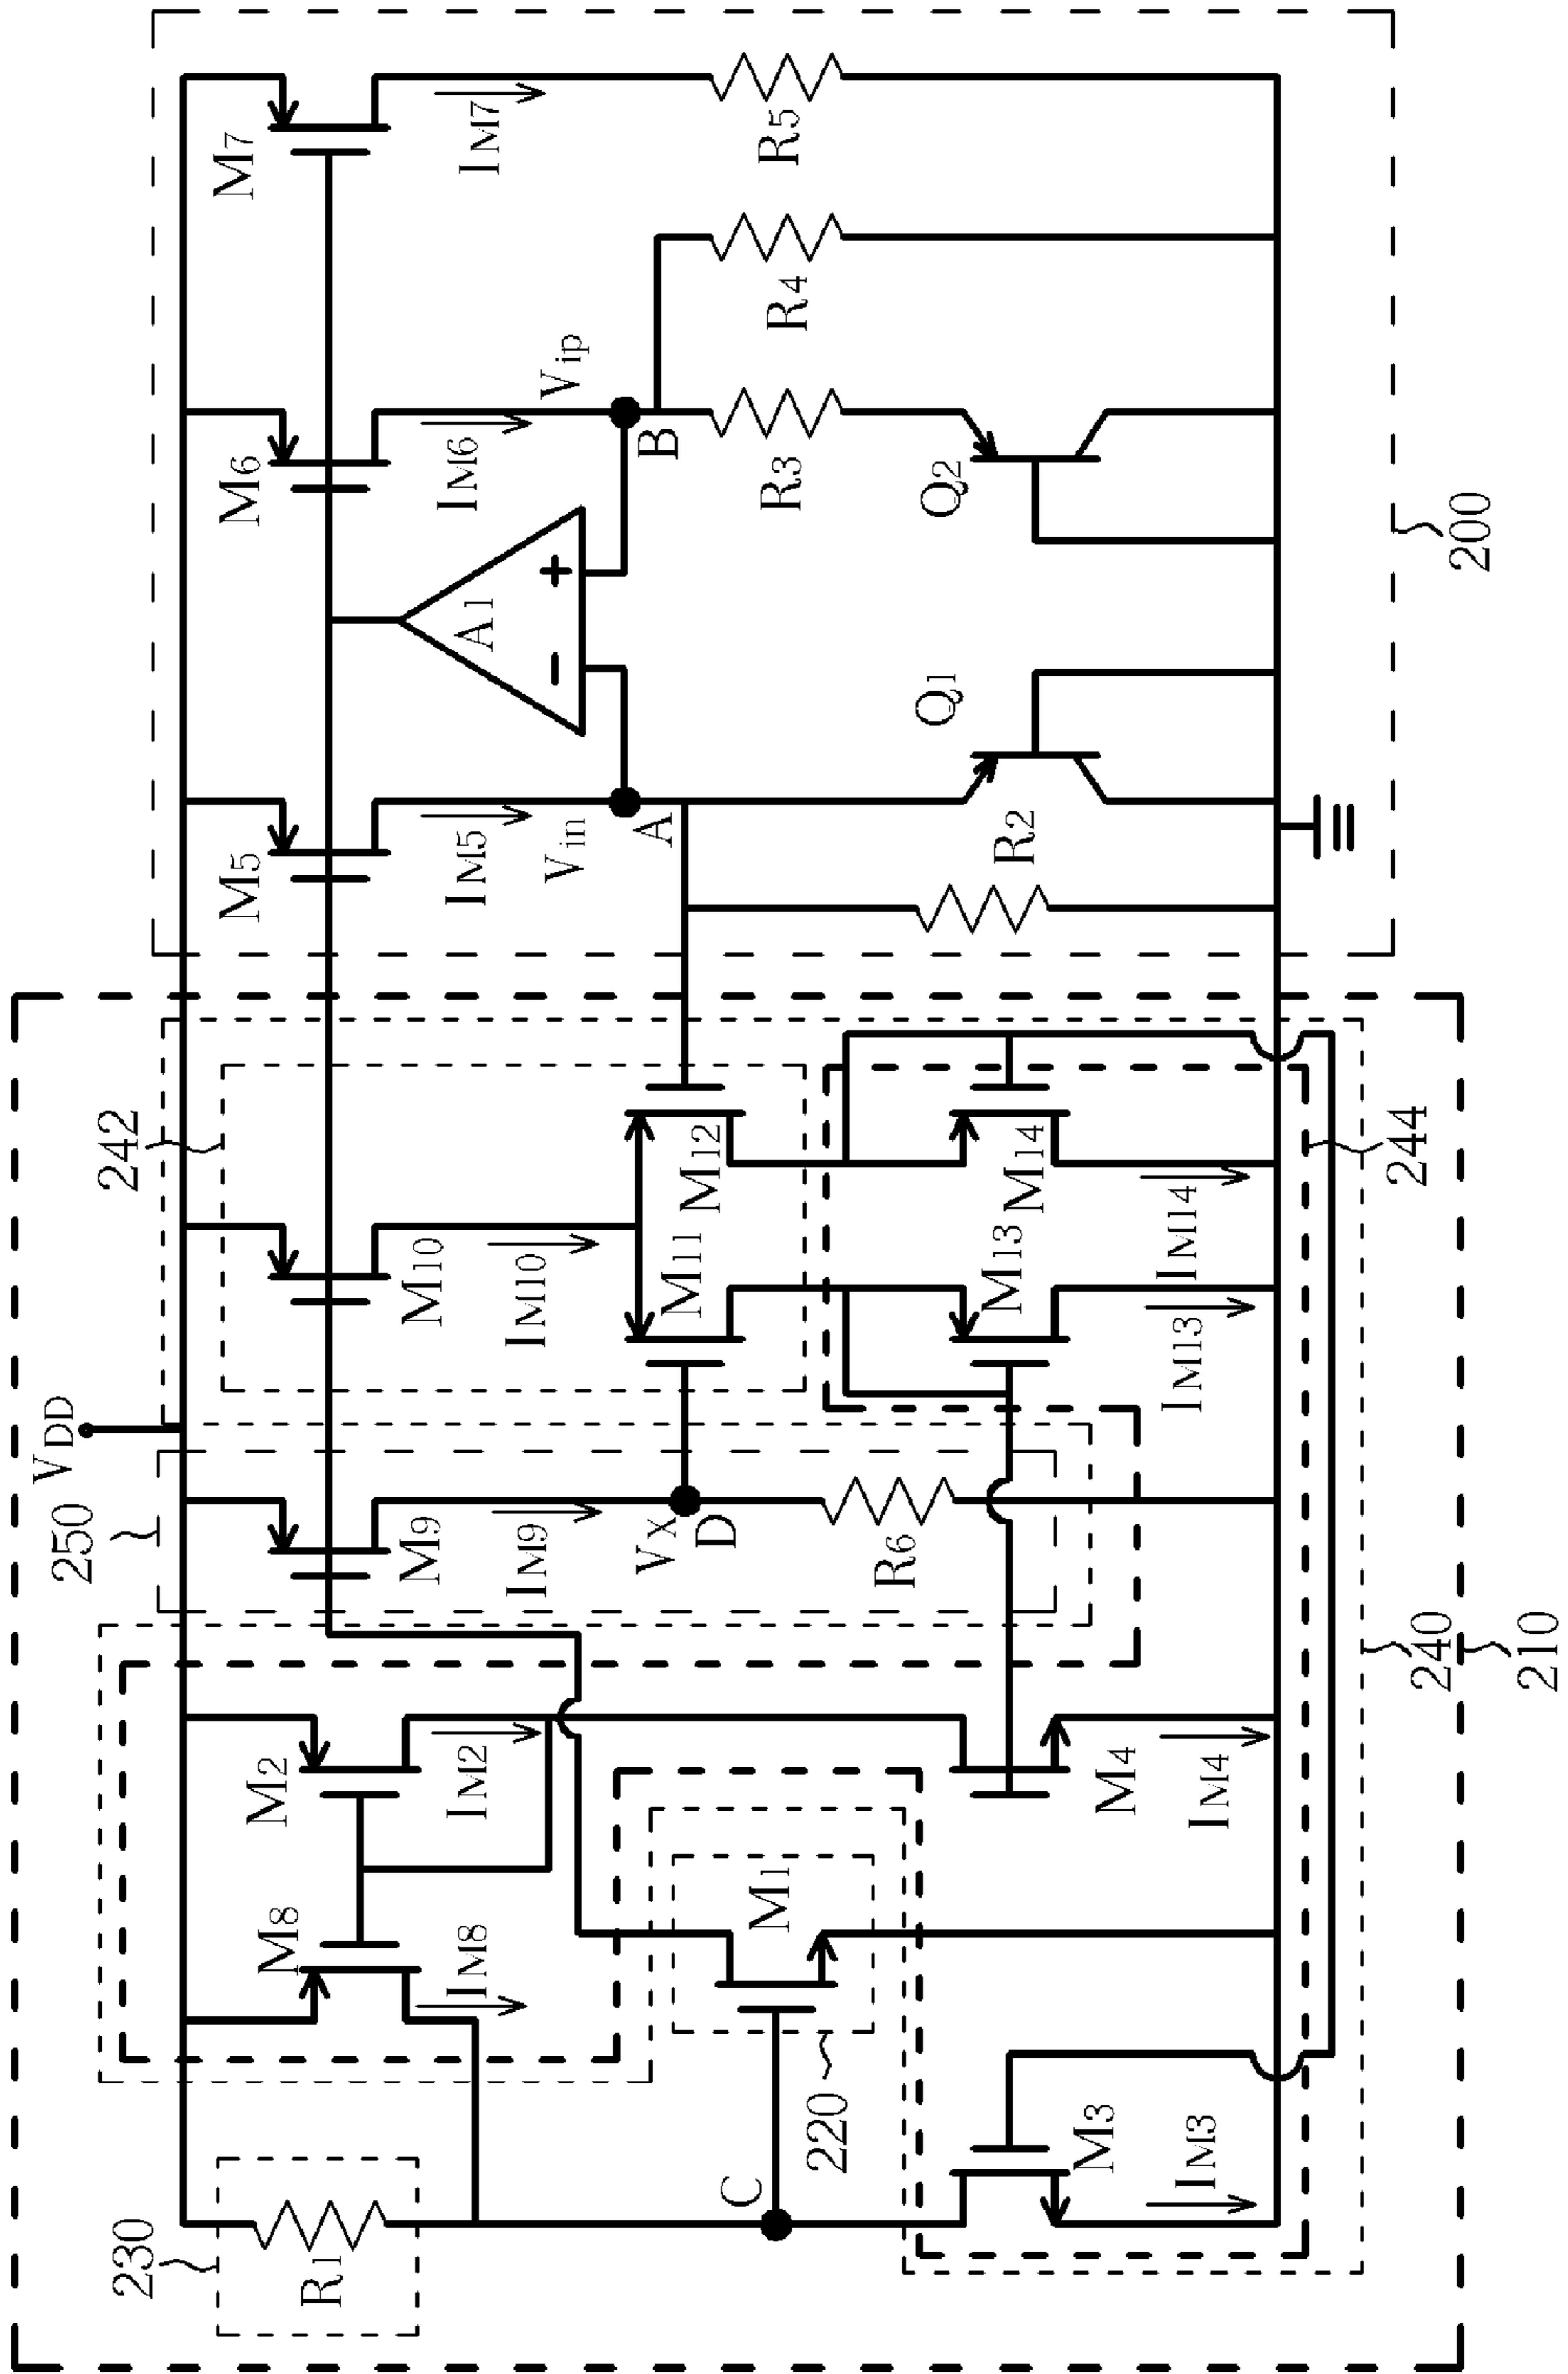 VDD
250
242
230
M8
M2
M9
M10
M5
M6
M7
R1
IM8
IM2
IM9
IM10
IM5
A1
IM6
IM7
Vin
−
+
Vip
VX
A
B
D
M11
M12
C
M1
R3
R4
R5
220
R6
Q1
Q2
M13
M14
R2
M3
M4
IM3
IM4
IM13
IM14
244
240
200
210